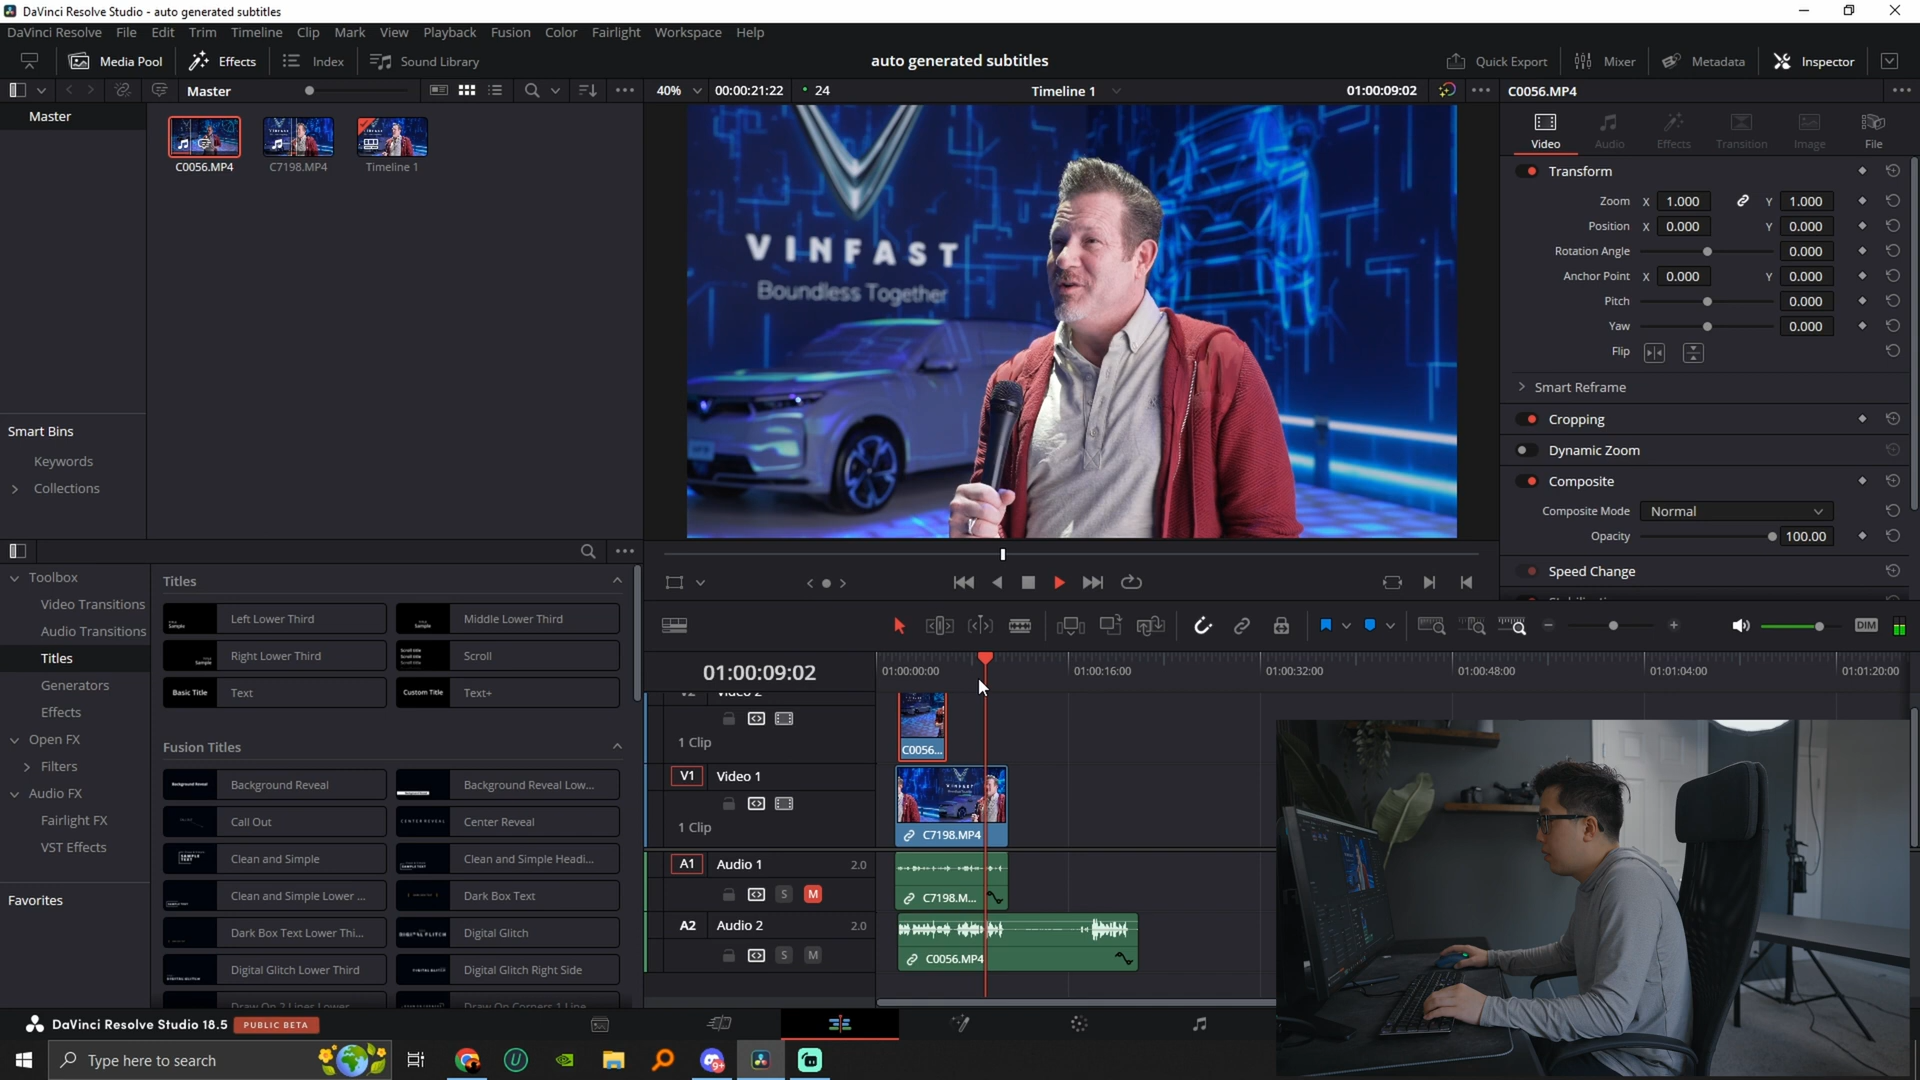 DaVinci Resolve Studio - auto generated subtitles
DaVinci Resolve File Edit Trim Timeline Clip Mark View Playback Fusion Color Fairlight Workspace Help
Media Pool Effects Index Sound Library auto generated subtitles Quick Export Mixer Metadata Inspector
Master 40% 00:00:21:22 24 Timeline 1 01:00:09:02 C0056.MP4
Master
C0056.MP4 C7198.MP4 Timeline 1
Video Audio Effects Transition Image File
Transform
Zoom X 1.000 Y 1.000
Position X 0.000 Y 0.000
Rotation Angle 0.000
Anchor Point X 0.000 Y 0.000
Pitch 0.000
Yaw 0.000
Flip
Smart Reframe
Cropping
Dynamic Zoom
Composite
Composite Mode Normal
Opacity 100.00
Speed Change
VINFAST
Boundless Together
Smart Bins
Keywords
Collections
Toolbox
Video Transitions
Audio Transitions
Titles
Generators
Effects
Open FX
Filters
Audio FX
Fairlight FX
VST Effects
Favorites
Titles
Left Lower Third Middle Lower Third
Right Lower Third Scroll
Basic Title Text Custom Title Text+
Fusion Titles
Background Reveal Background Reveal Low...
Call Out Center Reveal
Clean and Simple Clean and Simple Headi...
Clean and Simple Lower ... Dark Box Text
Dark Box Text Lower Thi... Digital Glitch
Digital Glitch Lower Third Digital Glitch Right Side
DIM
01:00:09:02 01:00:00:00 01:00:16:00 01:00:32:00 01:00:48:00 01:01:04:00 01:01:20:00
V2 Video 2
1 Clip
C0056...
V1 Video 1
1 Clip
C7198.MP4
A1 Audio 1 2.0
S M
C7198.M...
A2 Audio 2 2.0
S M
C0056.MP4
DaVinci Resolve Studio 18.5 PUBLIC BETA
Type here to search